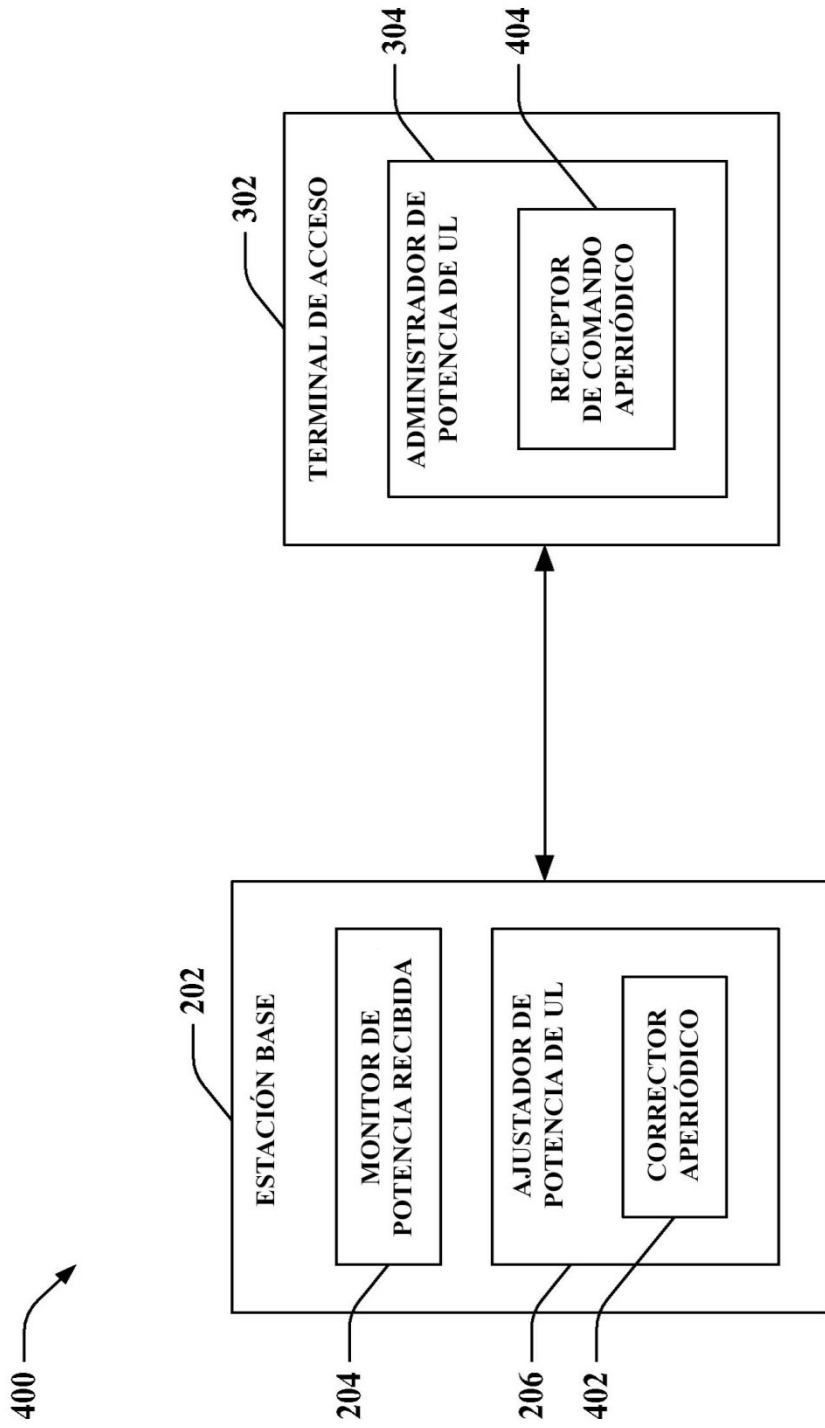 400
202
ESTACIÓN BASE
204
MONITOR DE
POTENCIA RECIBIDA
206
AJUSTADOR DE
POTENCIA DE UL
402
CORRECTOR
APERIÓDICO
302
TERMINAL DE ACCESO
304
ADMINISTRADOR DE
POTENCIA DE UL
404
RECEPTOR
DE COMANDO
APERIÓDICO